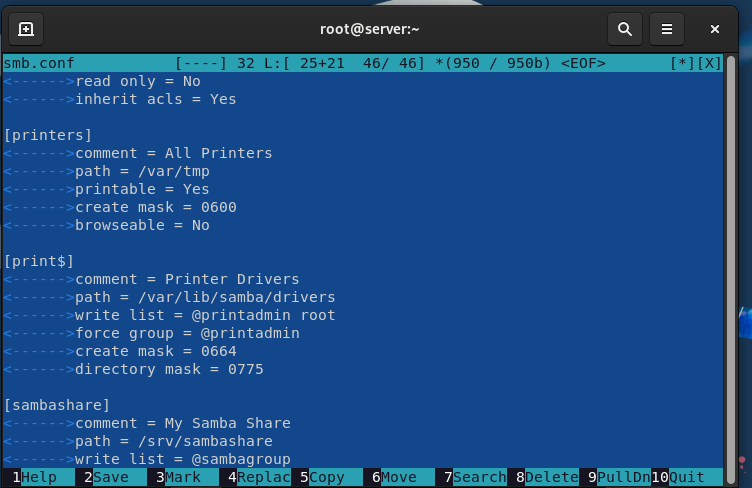 root@server:~
smb.conf [----] 32 L:[ 25+21 46/ 46] *(950 / 950b) <EOF> [*][X]
<------>read only = No
<------>inherit acls = Yes
[printers]
<------>comment = All Printers
<------>path = /var/tmp
<------>printable = Yes
<------>create mask = 0600
<------>browseable = No
[print$]
<------>comment = Printer Drivers
<------>path = /var/lib/samba/drivers
<------>write list = @printadmin root
<------>force group = @printadmin
<------>create mask = 0664
<------>directory mask = 0775
[sambashare]
<------>comment = My Samba Share
<------>path = /srv/sambashare
<------>write list = @sambagroup
1Help 2Save 3Mark 4Replac 5Copy 6Move 7Search 8Delete 9PullDn 10Quit